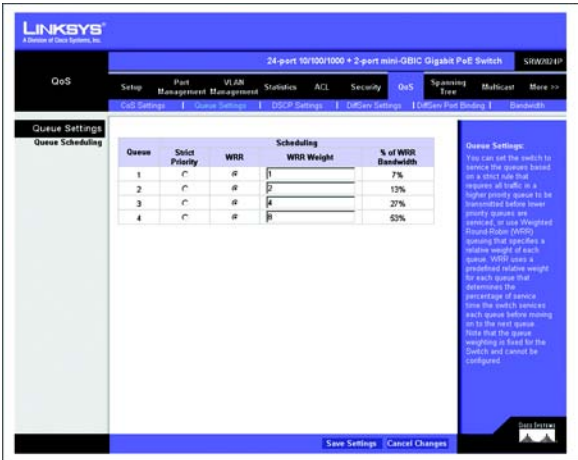 LINKSYS®
A Division of Cisco Systems, Inc.
24-port 10/100/1000 + 2-port mini-GBIC Gigabit PoE Switch
SRW2024P
QoS
Setup
Port Management
VLAN Management
Statistics
ACL
Security
QoS
Spanning Tree
Multicast
More >>
CoS Settings | Queue Settings | DSCP Settings | DiffServ Settings | DiffServ Port Binding | Bandwidth
Queue Settings
Queue Scheduling
Scheduling
Queue
Strict Priority
WRR
WRR Weight
% of WRR Bandwidth
1 1 7%
2 2 13%
3 4 27%
4 8 53%
Queue Settings:
You can set the switch to
service the queues based
on a strict rule that
requires all traffic in a
higher priority queue to be
transmitted before lower
priority queues are
serviced, or use Weighted
Round-Robin (WRR)
queuing that specifies a
relative weight of each
queue. WRR uses a
predefined relative weight
for each queue that
determines the
percentage of service
time the switch services
each queue before moving
on to the next queue.
Note that the queue
weighting is fixed for the
Switch and cannot be
configured.
Save Settings
Cancel Changes
Cisco Systems